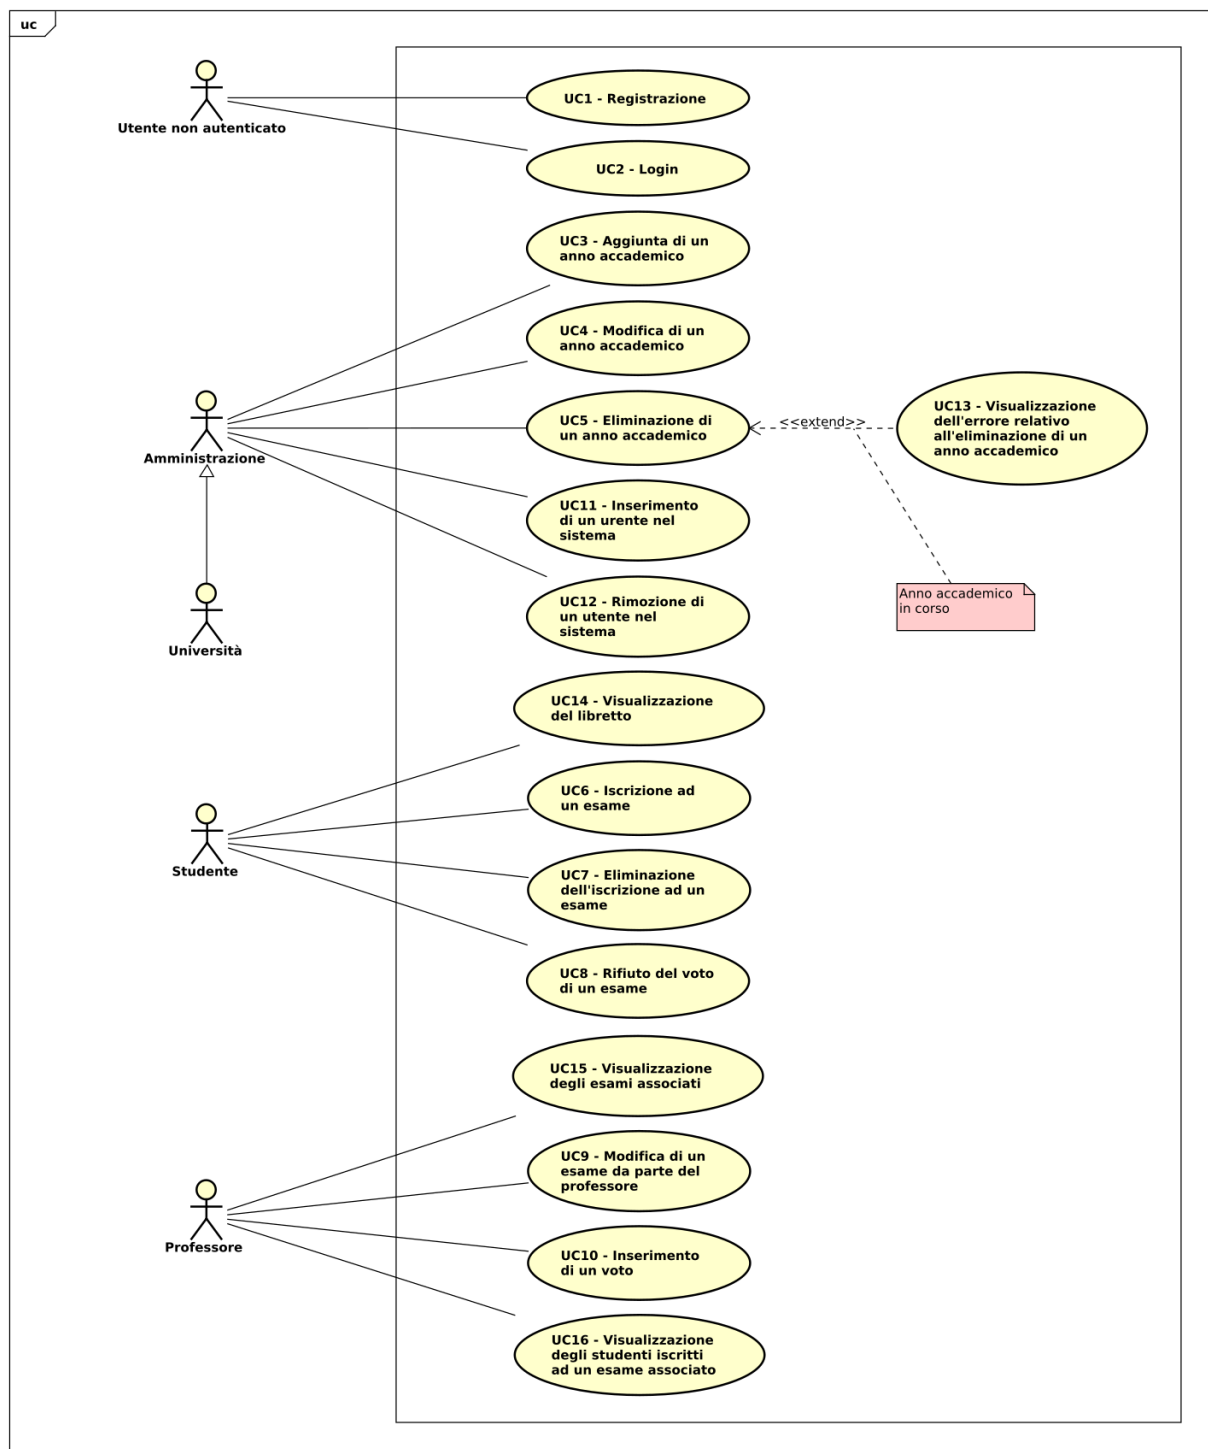 uc
Utente non autenticato
UC1 - Registrazione
UC2 - Login
UC3 - Aggiunta di un
anno accademico
UC4 - Modifica di un
anno accademico
Amministrazione
UC5 - Eliminazione di
un anno accademico
<<extend>>
UC13 - Visualizzazione
dell'errore relativo
all'eliminazione di un
anno accademico
UC11 - Inserimento
di un urente nel
sistema
Anno accademico
in corso
Università
UC12 - Rimozione di
un utente nel
sistema
UC14 - Visualizzazione
del libretto
UC6 - Iscrizione ad
un esame
Studente
UC7 - Eliminazione
dell'iscrizione ad un
esame
UC8 - Rifiuto del voto
di un esame
UC15 - Visualizzazione
degli esami associati
UC9 - Modifica di un
esame da parte del
professore
Professore
UC10 - Inserimento
di un voto
UC16 - Visualizzazione
degli studenti iscritti
ad un esame associato